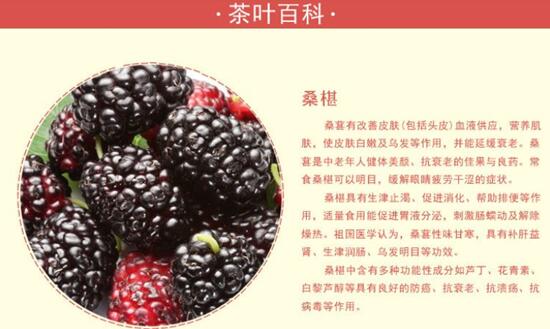 ·茶叶百科·
桑椹
桑葚有改善皮肤(包括头皮)血液供应，营养肌
肤，使皮肤白嫩及乌发等作用，并能延缓衰老。桑
葚是中老年人健体美颜、抗衰老的佳果与良药。常
食桑椹可以明目，缓解眼睛疲劳干涩的症状。
桑椹具有生津止渴、促进消化、帮助排便等作
用，适量食用能促进胃液分泌，刺激肠蠕动及解除
燥热。祖国医学认为，桑葚性味甘寒，具有补肝益
肾、生津润肠、乌发明目等功效。
桑椹中含有多种功能性成分如芦丁、花青素、
白黎芦醇等具有良好的防癌、抗衰老、抗溃疡、抗
病毒等作用。